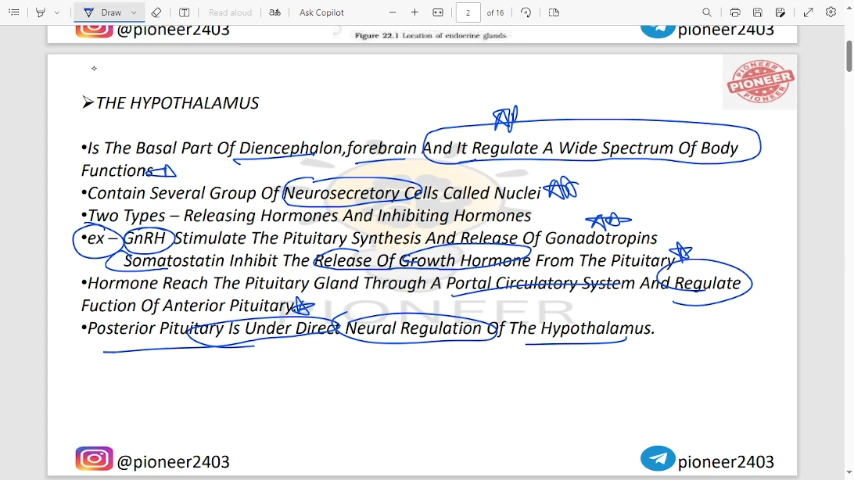 Draw
Read aloud
Ask Copilot
2 of 16
@pioneer2403
Figure 22.1 Location of endocrine glands
pioneer2403
PIONEER
➢THE HYPOTHALAMUS
•Is The Basal Part Of Diencephalon,forebrain And It Regulate A Wide Spectrum Of Body
Functions
•Contain Several Group Of Neurosecretory Cells Called Nuclei
•Two Types – Releasing Hormones And Inhibiting Hormones
•ex – GnRH Stimulate The Pituitary Synthesis And Release Of Gonadotropins
Somatostatin Inhibit The Release Of Growth Hormone From The Pituitary
•Hormone Reach The Pituitary Gland Through A Portal Circulatory System And Regulate
Fuction Of Anterior Pituitary
PIONEER
•Posterior Pituitary Is Under Direct Neural Regulation Of The Hypothalamus.
@pioneer2403
pioneer2403